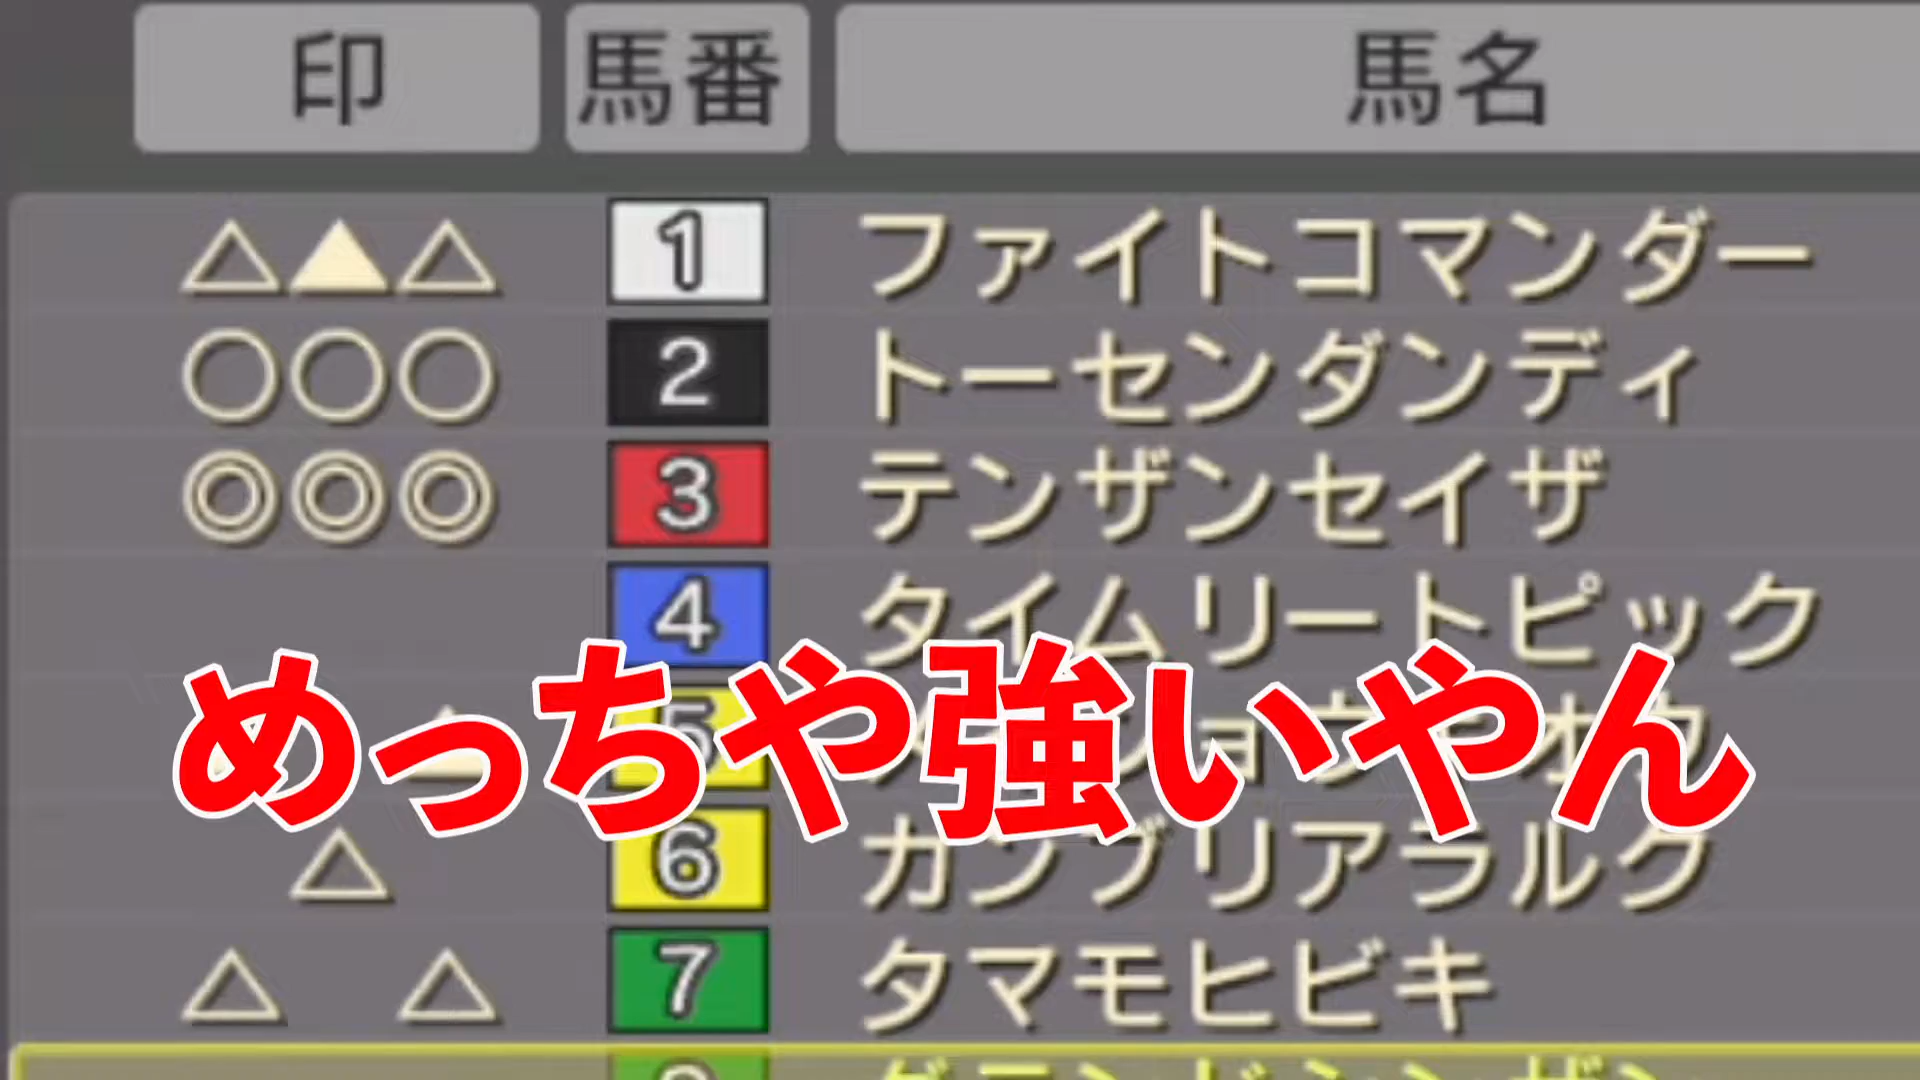 印 馬番 馬名
△▲△ 1 ファイトコマンダー
○○○ 2 トーセンダンディ
◎◎◎ 3 テンザンセイザ
4 タイムリートピック
めっちゃ強いやん
5
△ 6 カンブリアラルク
△ △ 7 タマモヒビキ